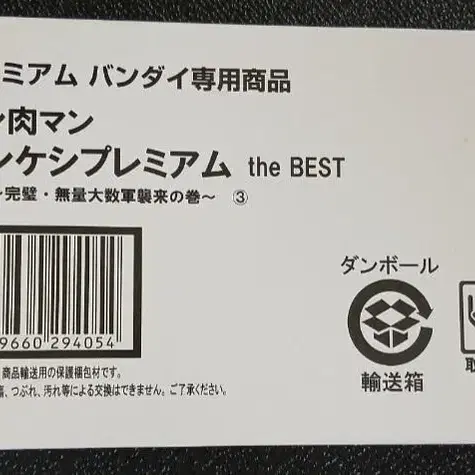 ミアム バンダイ専用商品
肉マン
ンケシプレミアム the BEST
完璧・無量大数軍襲来の巻～ ③
ダンボール
9660 294054
商品輸送用の保護梱包材です。
、つぶれ、汚れ等による交換はできません。ご了承ください。
輸送箱
取